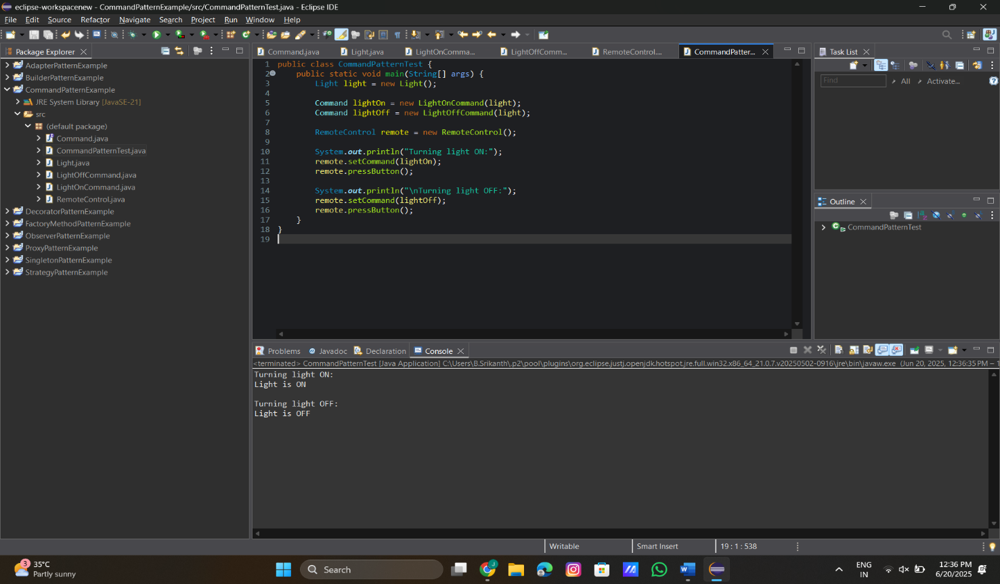 eclipse-workspacenew - CommandPatternExample/src/CommandPatternTest.java - Eclipse IDE
File Edit Source Refactor Navigate Search Project Run Window Help
Package Explorer
AdapterPatternExample
BuilderPatternExample
CommandPatternExample
JRE System Library [JavaSE-21]
src
(default package)
Command.java
CommandPatternTest.java
Light.java
LightOffCommand.java
LightOnCommand.java
RemoteControl.java
DecoratorPatternExample
FactoryMethodPatternExample
ObserverPatternExample
ProxyPatternExample
SingletonPatternExample
StrategyPatternExample
Command.java Light.java LightOnComma... LightOffComm... RemoteControl.... CommandPatter...
1 public class CommandPatternTest {
2 public static void main(String[] args) {
3 Light light = new Light();
4
5 Command lightOn = new LightOnCommand(light);
6 Command lightOff = new LightOffCommand(light);
7
8 RemoteControl remote = new RemoteControl();
9
10 System.out.println("Turning light ON:");
11 remote.setCommand(lightOn);
12 remote.pressButton();
13
14 System.out.println("\nTurning light OFF:");
15 remote.setCommand(lightOff);
16 remote.pressButton();
17 }
18 }
19
Task List
Find All Activate...
Outline
CommandPatternTest
Problems Javadoc Declaration Console
<terminated> CommandPatternTest [Java Application] C:\Users\B.Srikanth\.p2\pool\plugins\org.eclipse.justj.openjdk.hotspot.jre.full.win32.x86_64_21.0.7.v20250502-0916\jre\bin\javaw.exe (Jun 20, 2025, 12:36:35 PM – 1
Turning light ON:
Light is ON
Turning light OFF:
Light is OFF
Writable Smart Insert 19 : 1 : 538
3
35°C
Partly sunny
Search
ENG
IN
12:36 PM
6/20/2025